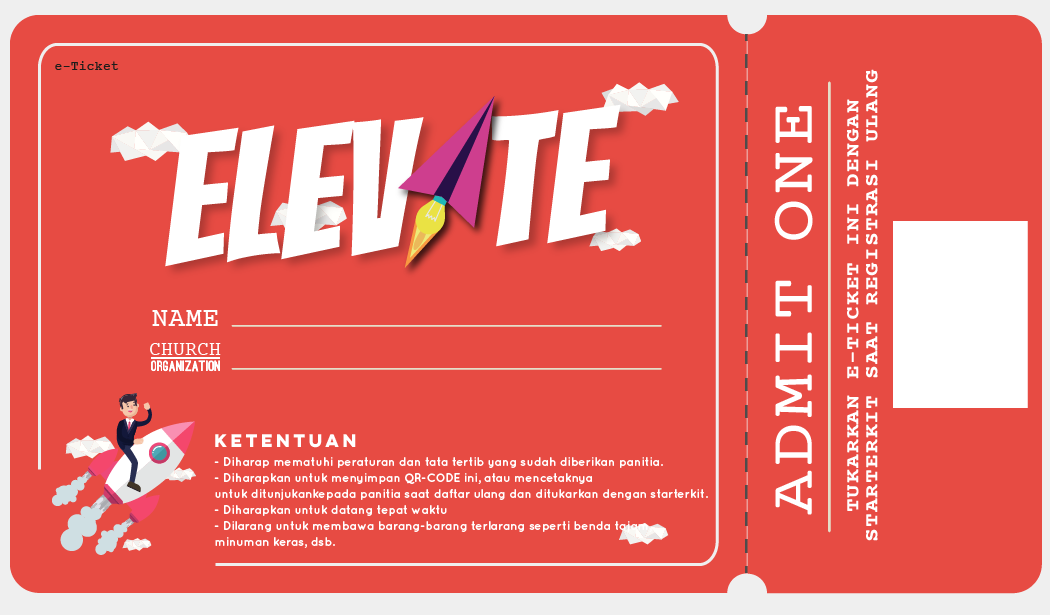 e-Ticket
ELEVATE
NAME
CHURCH
ORGANIZATION
KETENTUAN
- Diharap mematuhi peraturan dan tata tertib yang sudah diberikan panitia.
- Diharapkan untuk menyimpan QR-CODE ini, atau mencetaknya
untuk ditunjukankepada panitia saat daftar ulang dan ditukarkan dengan starterkit.
- Diharapkan untuk datang tepat waktu
- Dilarang untuk membawa barang-barang terlarang seperti benda tajam,
minuman keras, dsb.
ADMIT ONE
TUKARKAN E-TICKET INI DENGAN
STARTERKIT SAAT REGISTRASI ULANG